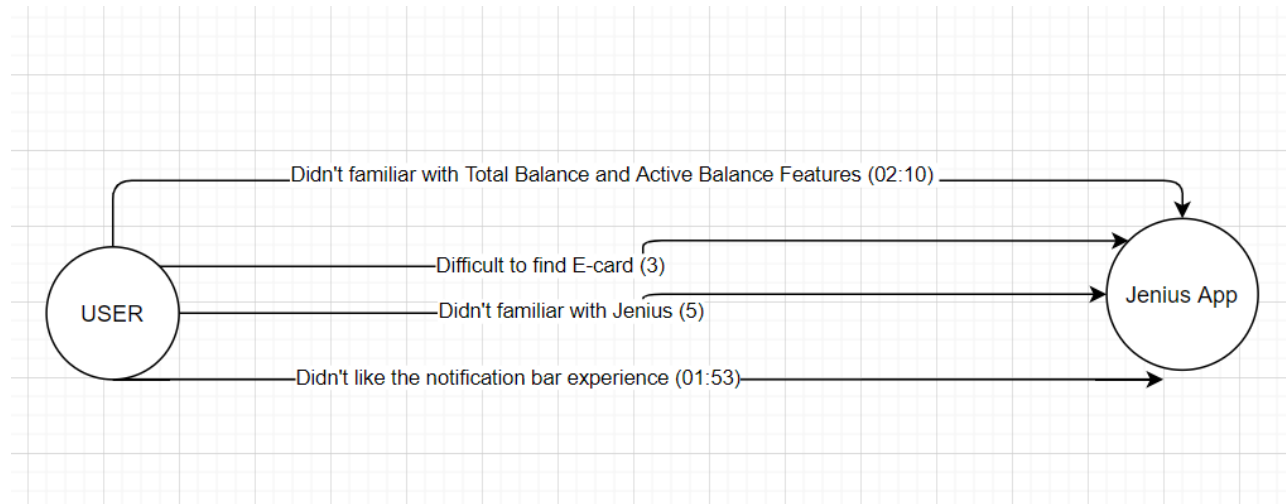 Didn't familiar with Total Balance and Active Balance Features (02:10)
Difficult to find E-card (3)
USER
Didn't familiar with Jenius (5)
Jenius App
Didn't like the notification bar experience (01:53)